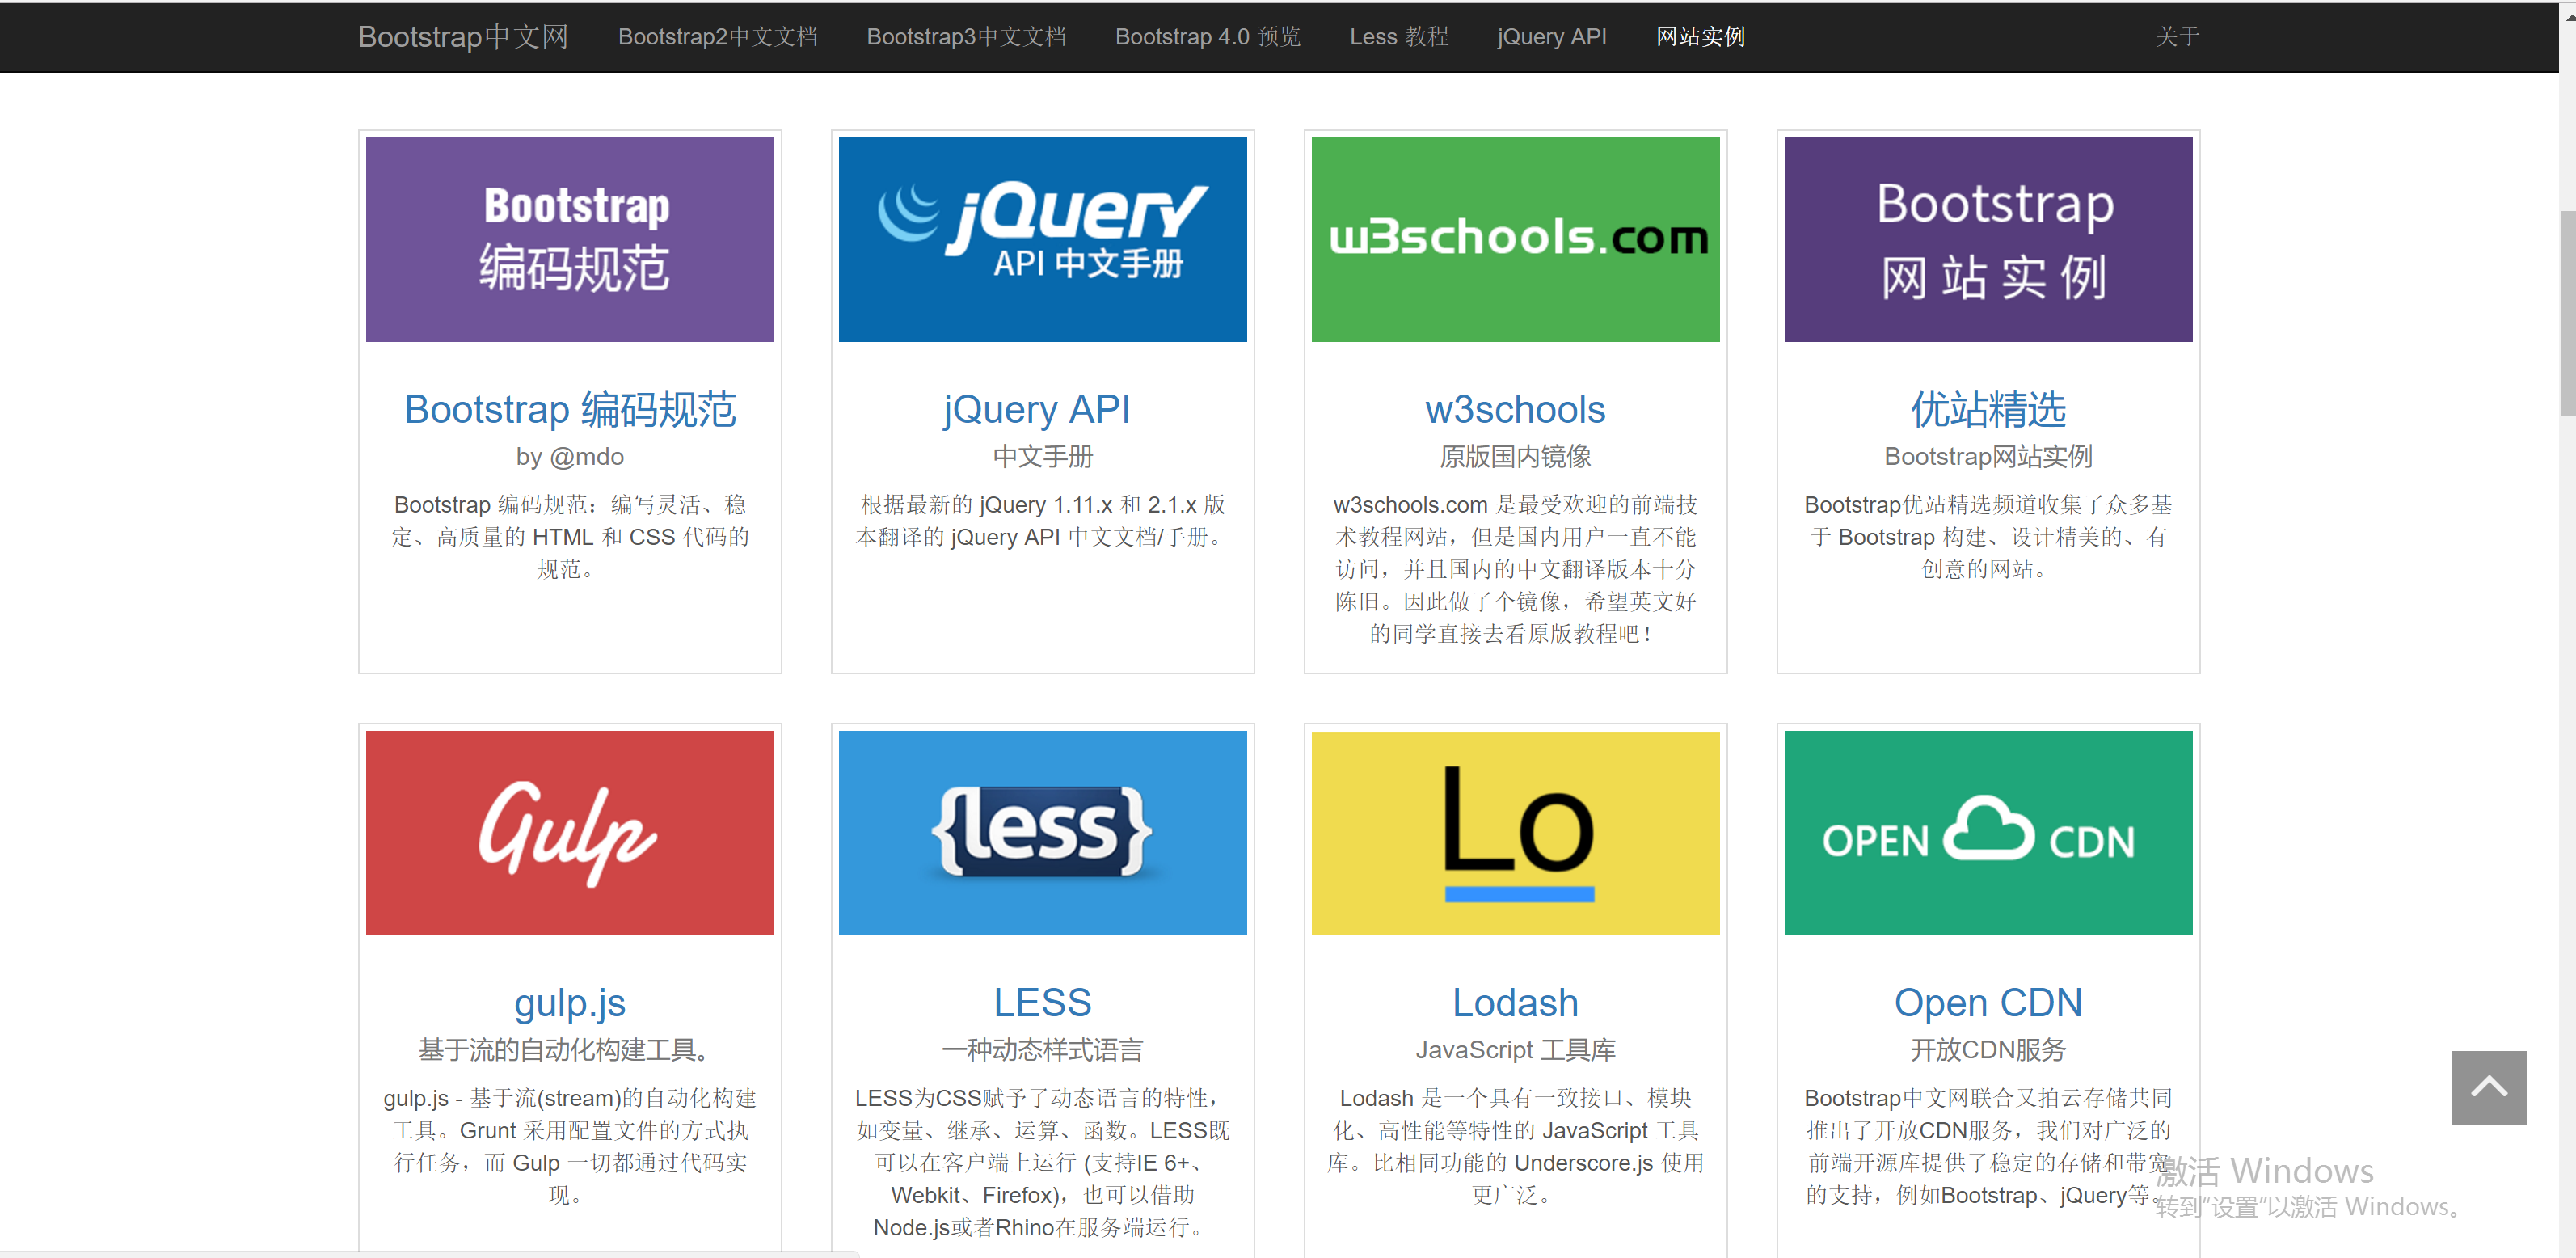 Bootstrap中文网 Bootstrap2中文文档 Bootstrap3中文文档 Bootstrap 4.0 预览 Less 教程 jQuery API 网站实例 关于
Bootstrap
编码规范
Bootstrap 编码规范
by @mdo
Bootstrap 编码规范：编写灵活、稳
定、高质量的 HTML 和 CSS 代码的
规范。
jQuery
API 中文手册
jQuery API
中文手册
根据最新的 jQuery 1.11.x 和 2.1.x 版
本翻译的 jQuery API 中文文档/手册。
w3schools.com
w3schools
原版国内镜像
w3schools.com 是最受欢迎的前端技
术教程网站，但是国内用户一直不能
访问，并且国内的中文翻译版本十分
陈旧。因此做了个镜像，希望英文好
的同学直接去看原版教程吧！
Bootstrap
网站实例
优站精选
Bootstrap网站实例
Bootstrap优站精选频道收集了众多基
于 Bootstrap 构建、设计精美的、有
创意的网站。
Gulp
gulp.js
基于流的自动化构建工具。
gulp.js - 基于流(stream)的自动化构建
工具。Grunt 采用配置文件的方式执
行任务，而 Gulp 一切都通过代码实
现。
{less}
LESS
一种动态样式语言
LESS为CSS赋予了动态语言的特性，
如变量、继承、运算、函数。LESS既
可以在客户端上运行 (支持IE 6+、
Webkit、Firefox)，也可以借助
Node.js或者Rhino在服务端运行。
Lo
Lodash
JavaScript 工具库
Lodash 是一个具有一致接口、模块
化、高性能等特性的 JavaScript 工具
库。比相同功能的 Underscore.js 使用
更广泛。
OPEN CDN
Open CDN
开放CDN服务
Bootstrap中文网联合又拍云存储共同
推出了开放CDN服务，我们对广泛的
前端开源库提供了稳定的存储和带宽
的支持，例如Bootstrap、jQuery等。
激活 Windows
转到“设置”以激活 Windows。